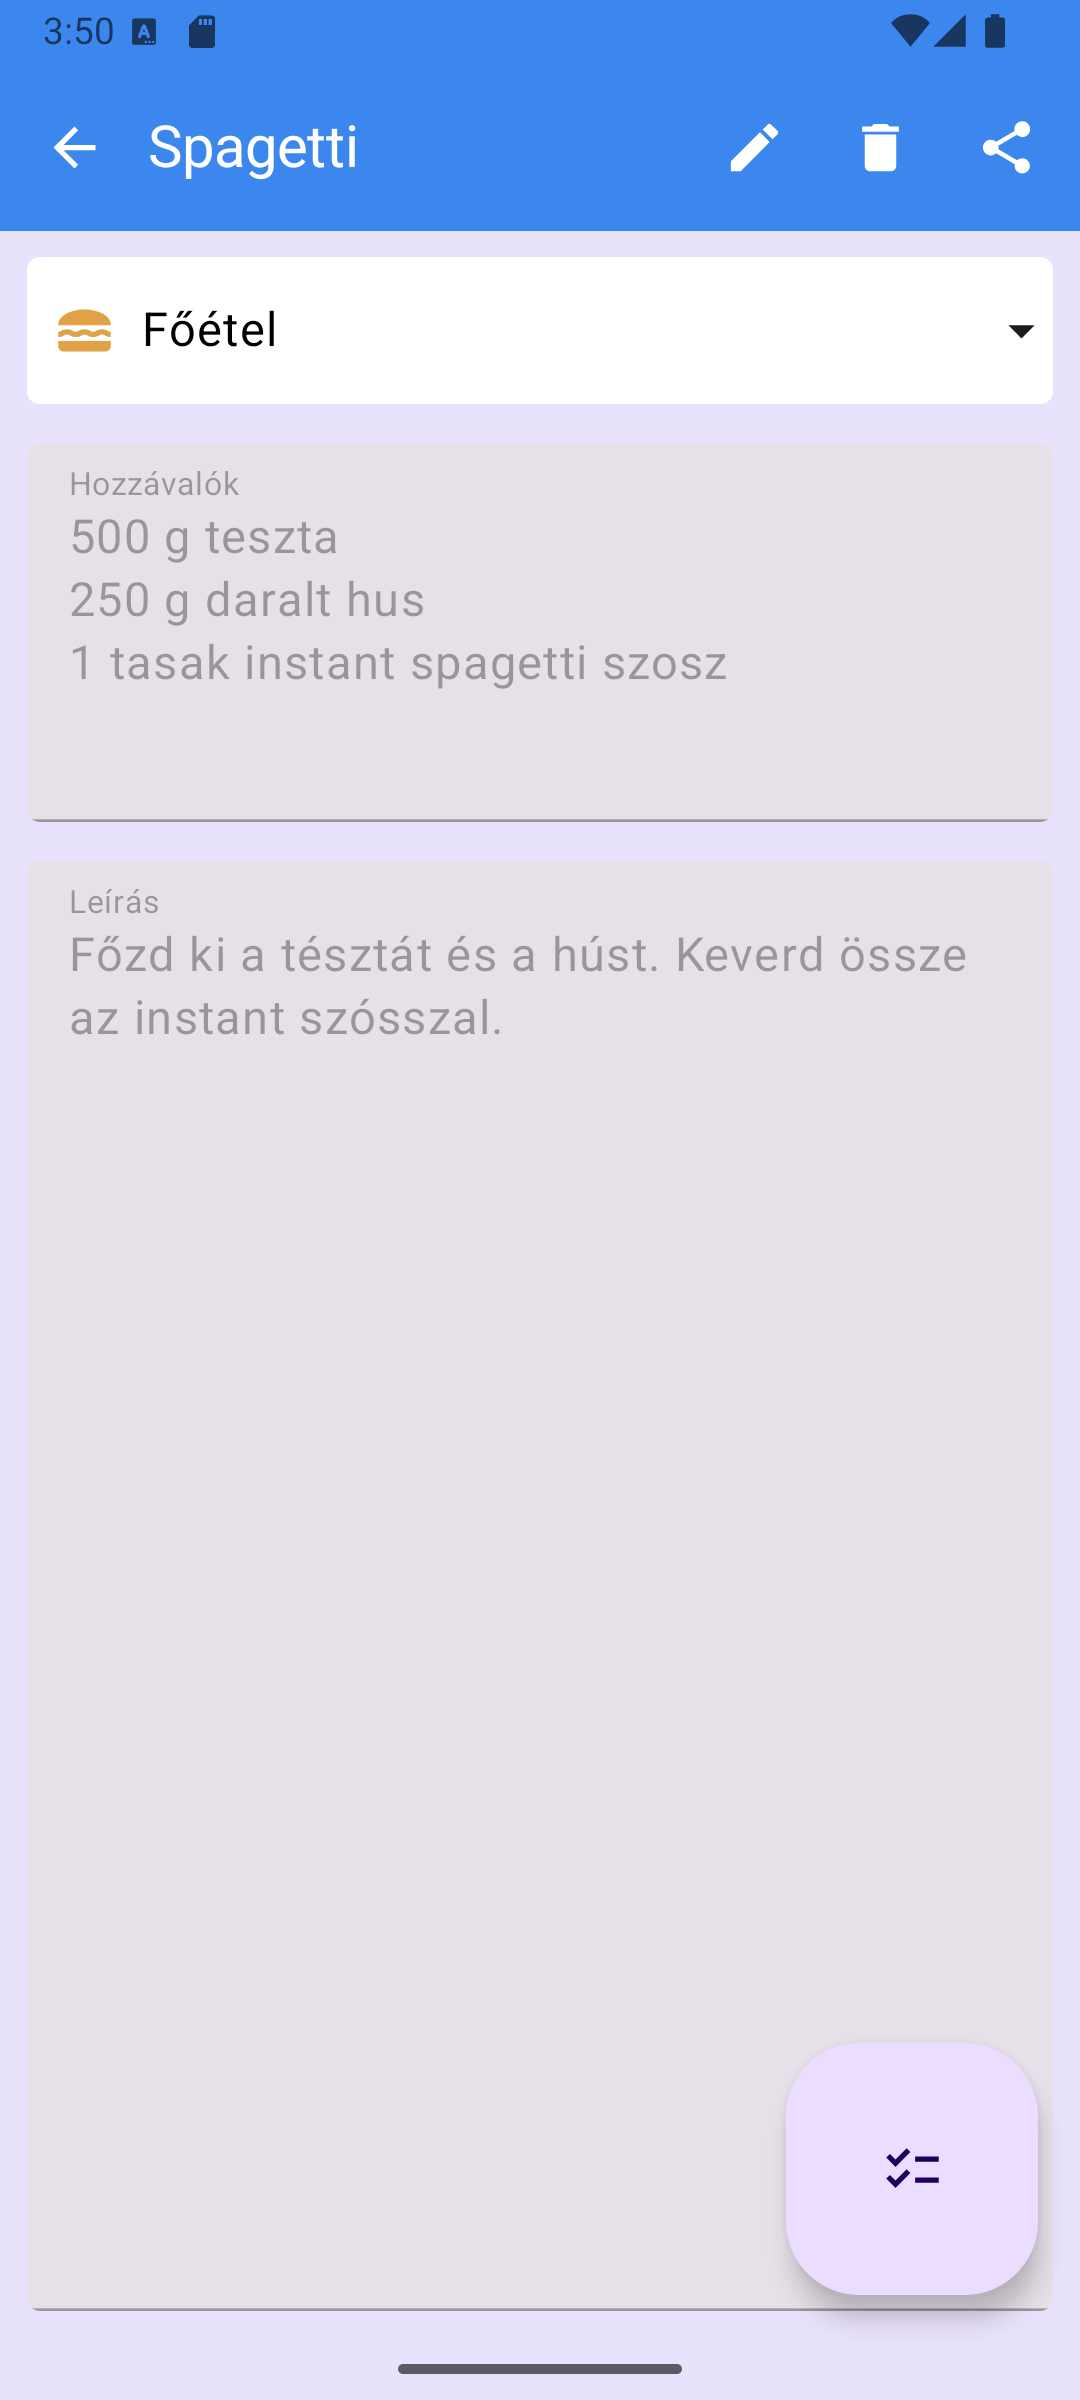 3:50
Spagetti
Főétel
Hozzávalók
500 g teszta
250 g daralt hus
1 tasak instant spagetti szosz
Leírás
Főzd ki a tésztát és a húst. Keverd össze
az instant szósszal.